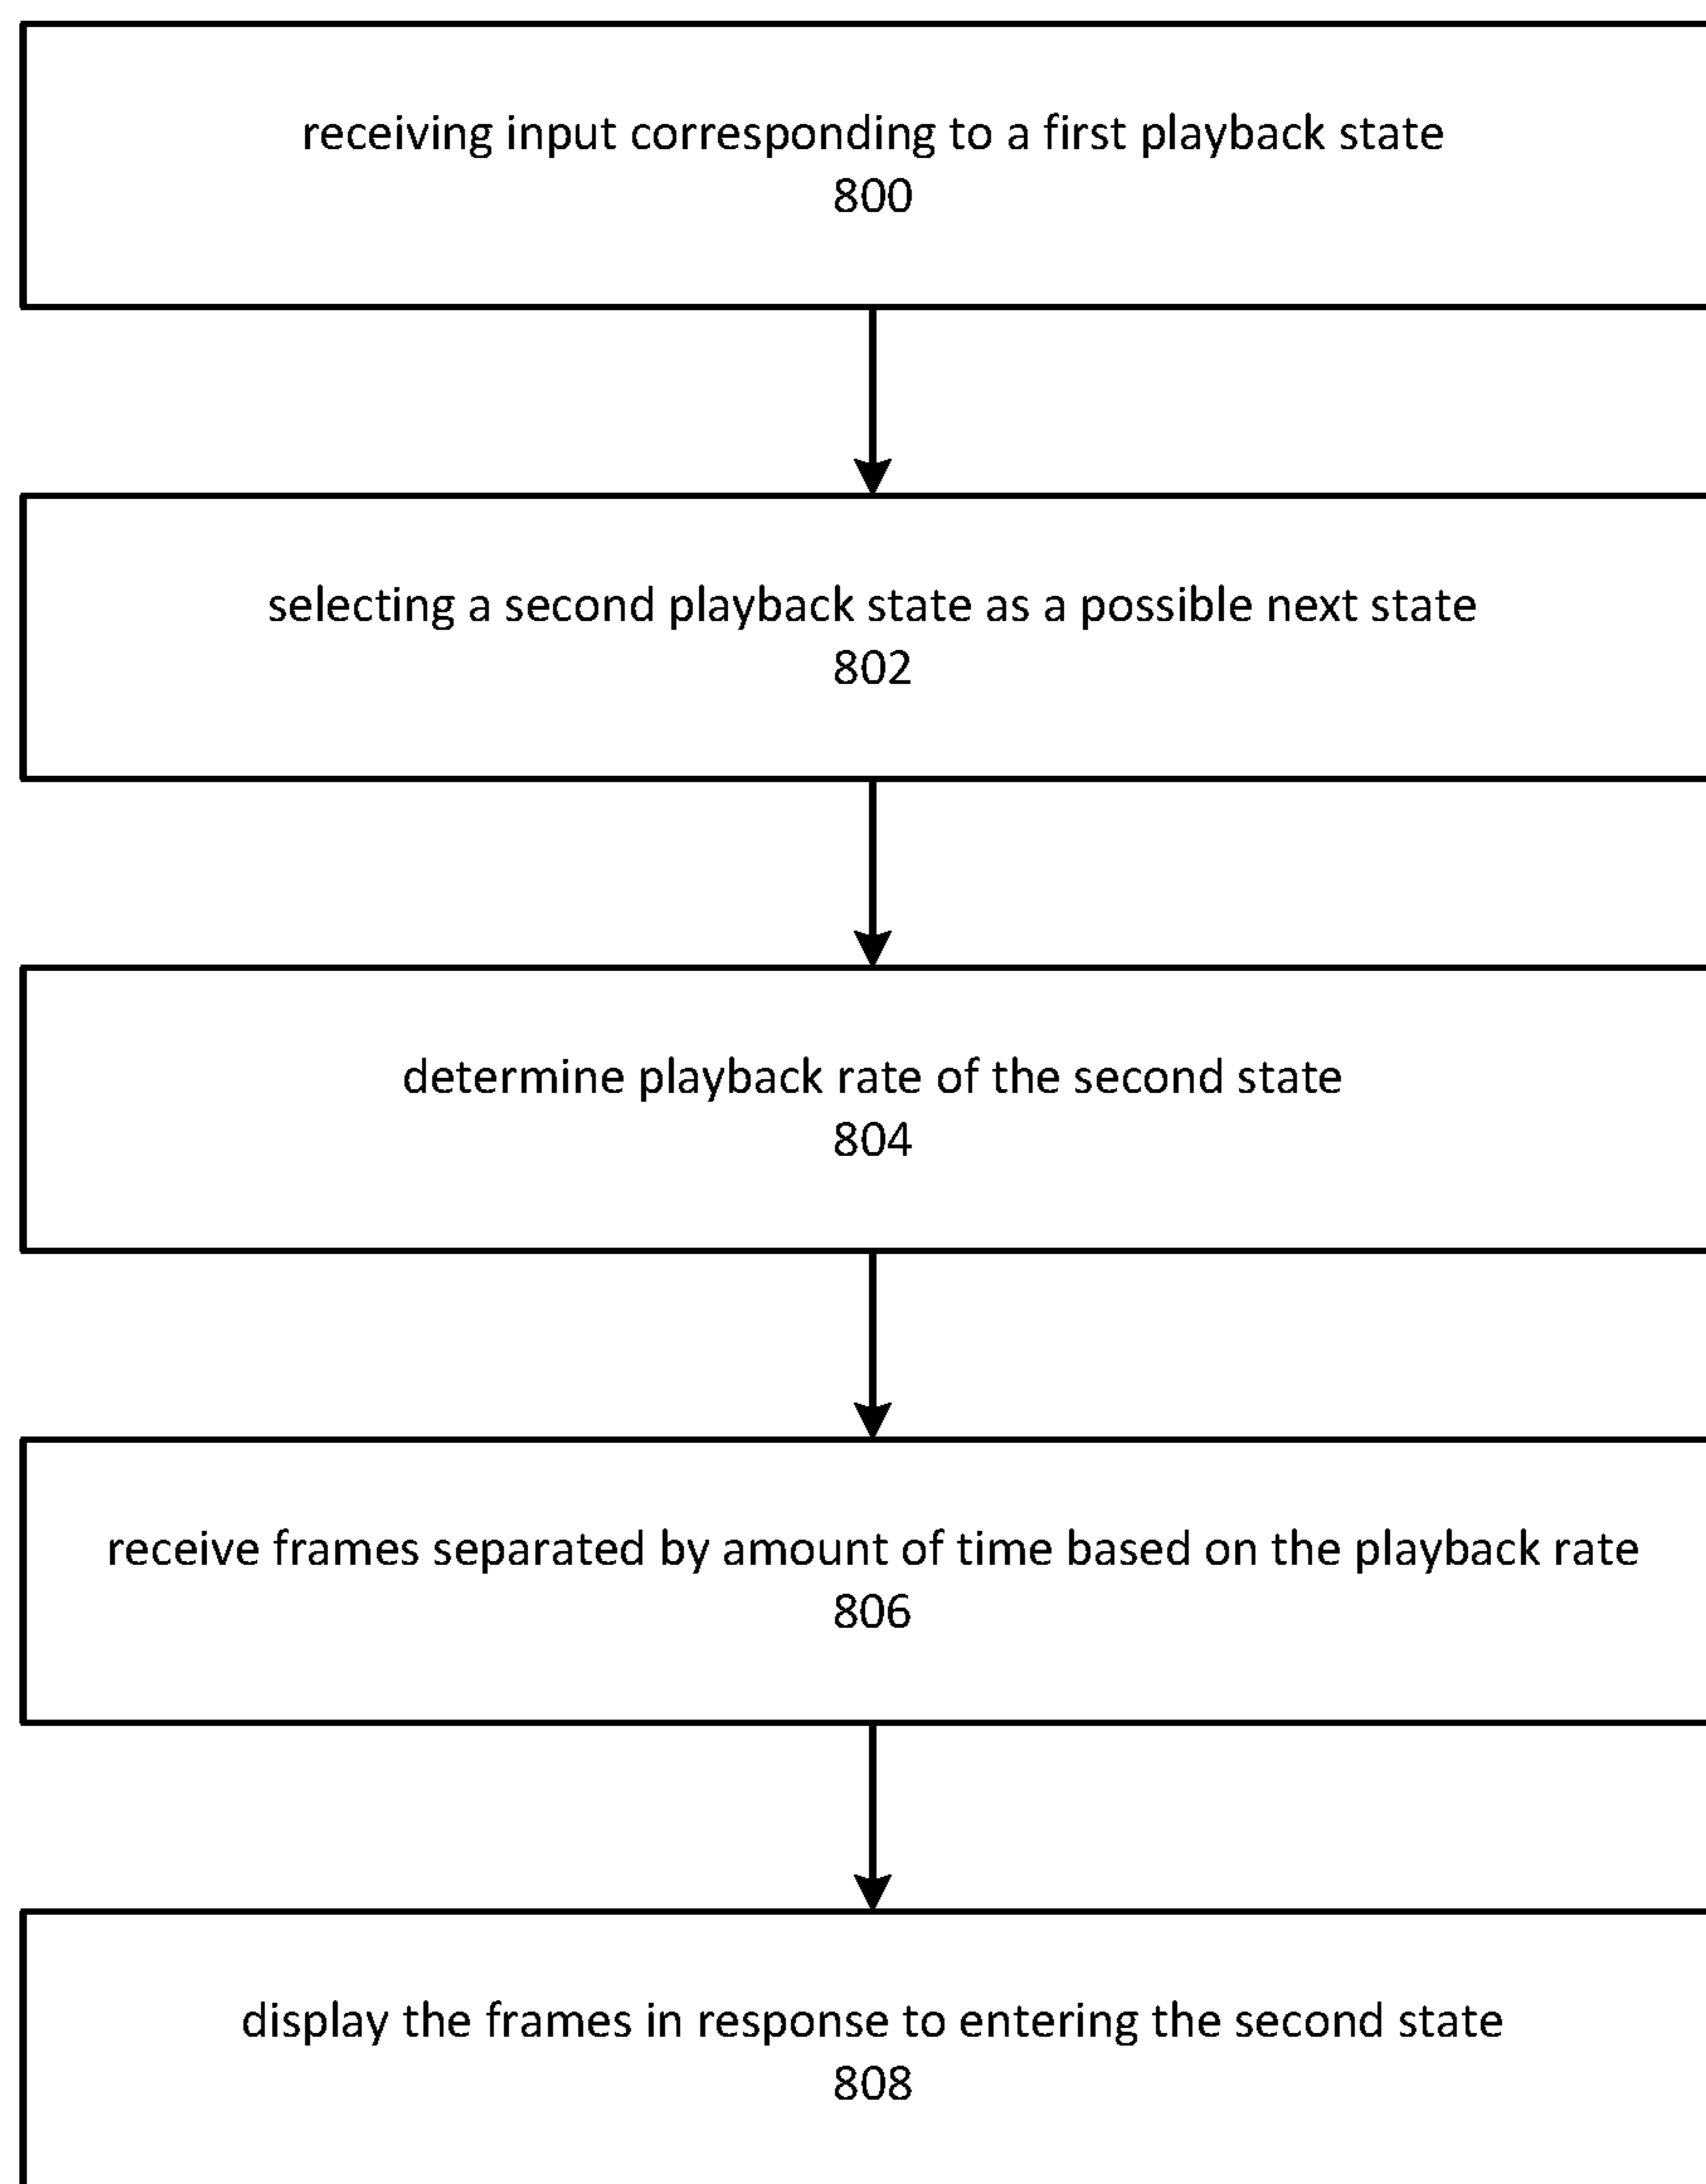 receiving input corresponding to a first playback state
800
selecting a second playback state as a possible next state
802
determine playback rate of the second state
804
receive frames separated by amount of time based on the playback rate
806
display the frames in response to entering the second state
808